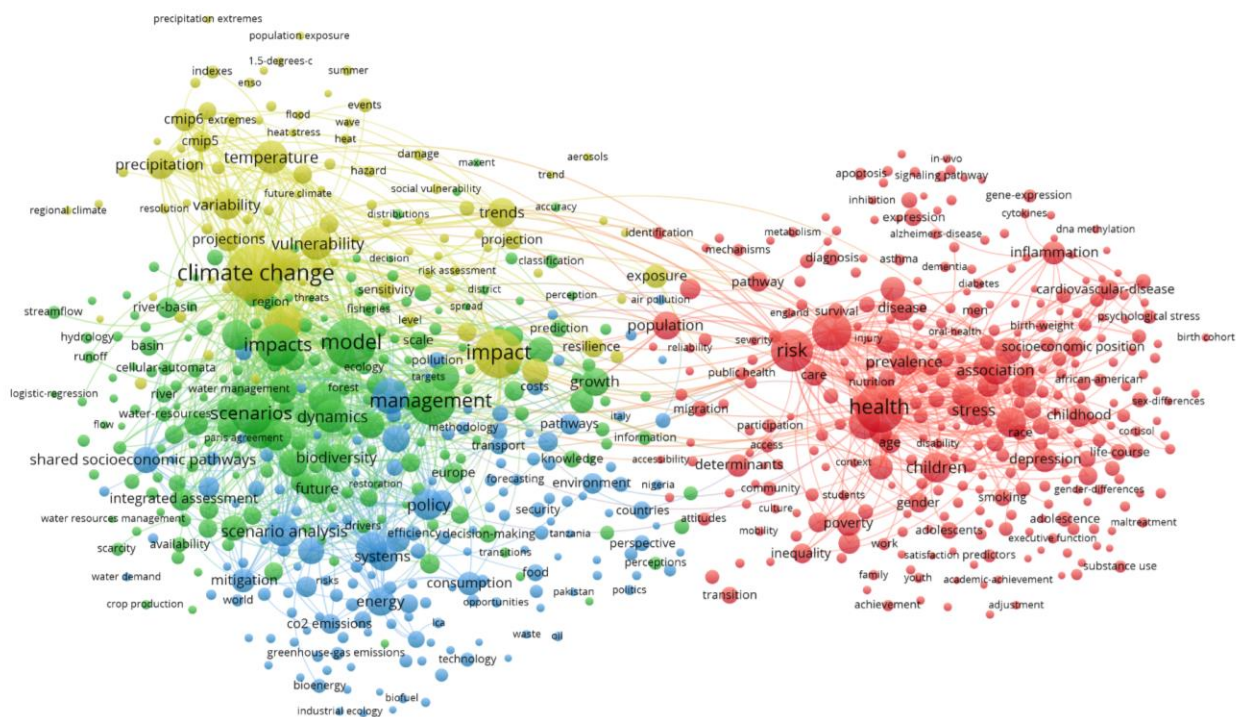 precipitation extremes
population exposure
1.5-degrees-c
indexes
summer
enso
events
cmip6
extremes
flood
wave
cmip5
heat stress
heat
precipitation
temperature
damage
maxent
aerosols
hazard
trend
future climate
social vulnerability
regional climate
resolution
variability
distributions
trends
accuracy
projections
vulnerability
projection
identification
decision
classification
climate change
risk assessment
exposure
sensitivity
region
threats
district
perception
air pollution
fisheries
spread
streamflow
river-basin
level
prediction
population
hydrology
basin
impacts
model
scale
impact
resilience
reliability
runoff
cellular-automata
ecology
pollution
targets
costs
growth
logistic-regression
river
water management
forest
management
water-resources
scenarios
dynamics
methodology
italy
migration
flow
paris agreement
transport
pathways
information
shared socioeconomic pathways
biodiversity
knowledge
accessibility
integrated assessment
future
restoration
europe
forecasting
environment
nigeria
policy
security
countries
water resources management
scenario analysis
drivers
efficiency
decision-making
tanzania
attitudes
scarcity
availability
systems
transitions
perspective
perceptions
water demand
mitigation
risks
consumption
food
world
energy
opportunities
pakistan
politics
crop production
co2 emissions
lca
waste
oil
greenhouse-gas emissions
technology
bioenergy
biofuel
industrial ecology
in-vivo
apoptosis
signaling pathway
inhibition
gene-expression
expression
cytokines
metabolism
alzheimers-disease
dna methylation
mechanisms
diagnosis
asthma
inflammation
dementia
pathway
diabetes
cardiovascular-disease
disease
england
survival
men
psychological stress
oral-health
birth-weight
birth cohort
severity
injury
socioeconomic position
risk
prevalence
public health
care
association
nutrition
african-american
health
stress
sex-differences
childhood
participation
age
race
cortisol
disability
access
depression
life-course
determinants
context
children
community
smoking
gender-differences
students
gender
culture
adolescence
maltreatment
mobility
poverty
adolescents
executive function
inequality
work
satisfaction
predictors
substance use
family
youth
academic-achievement
transition
achievement
adjustment